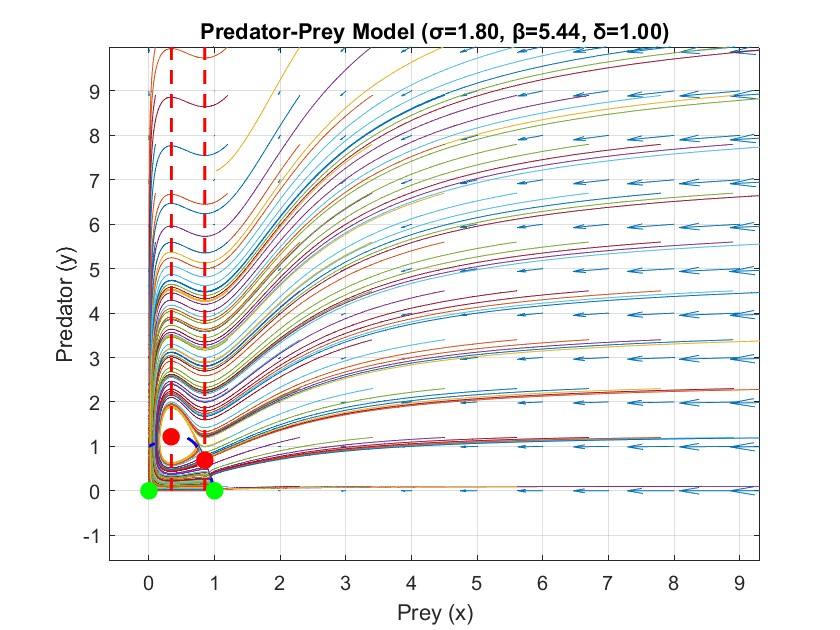 Predator-Prey Model (σ=1.80, β=5.44, δ=1.00)
9
8
7
6
5
4
3
2
1
0
-1
Predator (y)
0 1 2 3 4 5 6 7 8 9
Prey (x)